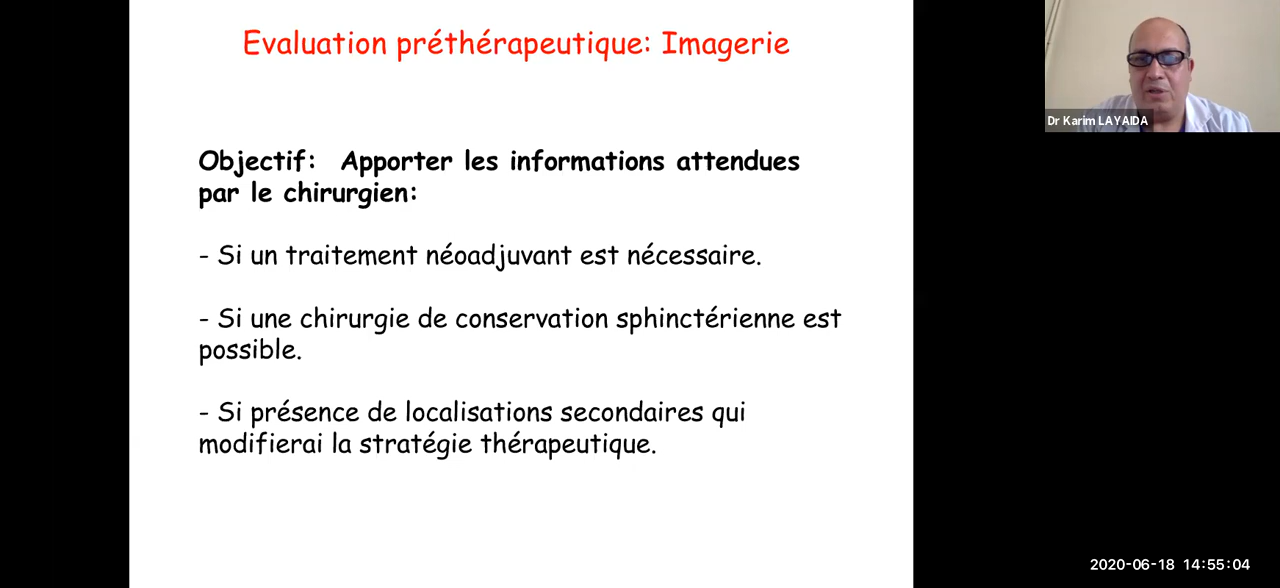 Evaluation préthérapeutique: Imagerie
Dr Karim LAYAIDA
Objectif: Apporter les informations attendues
par le chirurgien:
- Si un traitement néoadjuvant est nécessaire.
- Si une chirurgie de conservation sphinctérienne est
possible.
- Si présence de localisations secondaires qui
modifierai la stratégie thérapeutique.
2020-06-18 14:55:04